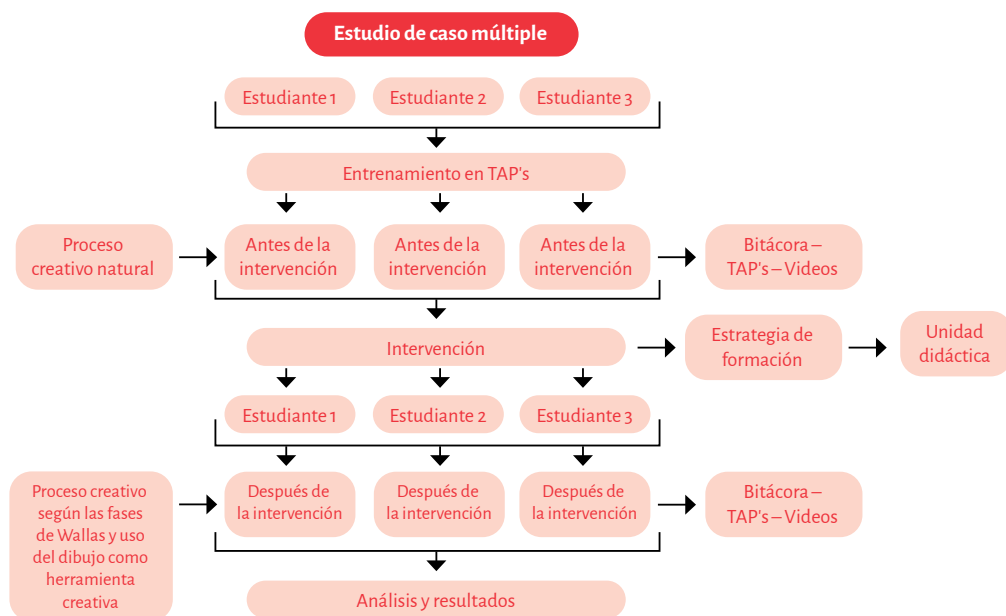 Estudio de caso múltiple
Estudiante 1
Estudiante 2
Estudiante 3
Entrenamiento en TAP's
Proceso
creativo natural
Antes de la
intervención
Antes de la
intervención
Antes de la
intervención
Bitácora –
TAP's – Videos
Intervención
Estrategia de
formación
Unidad
didáctica
Estudiante 1
Estudiante 2
Estudiante 3
Proceso creativo
según las fases
de Wallas y uso
del dibujo como
herramienta
creativa
Después de
la intervención
Después de
la intervención
Después de
la intervención
Bitácora –
TAP's – Videos
Análisis y resultados